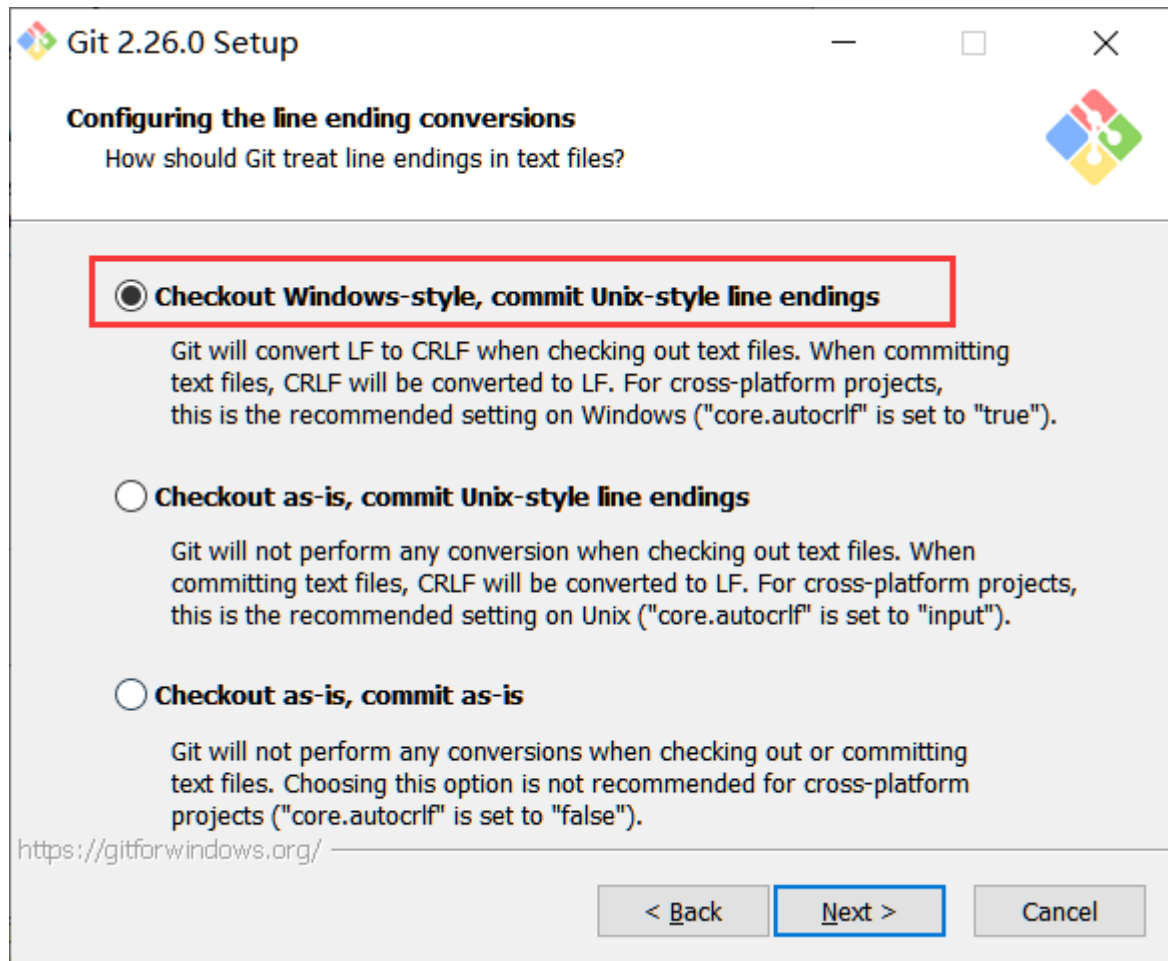 Git 2.26.0 Setup
Configuring the line ending conversions
How should Git treat line endings in text files?
Checkout Windows-style, commit Unix-style line endings
Git will convert LF to CRLF when checking out text files. When committing
text files, CRLF will be converted to LF. For cross-platform projects,
this is the recommended setting on Windows ("core.autocrlf" is set to "true").
Checkout as-is, commit Unix-style line endings
Git will not perform any conversion when checking out text files. When
committing text files, CRLF will be converted to LF. For cross-platform projects,
this is the recommended setting on Unix ("core.autocrlf" is set to "input").
Checkout as-is, commit as-is
Git will not perform any conversions when checking out or committing
text files. Choosing this option is not recommended for cross-platform
projects ("core.autocrlf" is set to "false").
https://gitforwindows.org/
< Back
Next >
Cancel